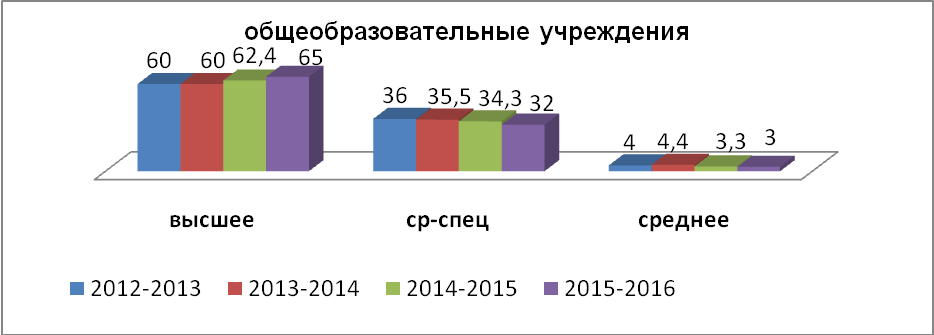 общеобразовательные учреждения
60 60 62,4 65
36 35,5 34,3 32
4 4,4 3,3 3
высшее ср-спец среднее
2012-2013 2013-2014 2014-2015 2015-2016